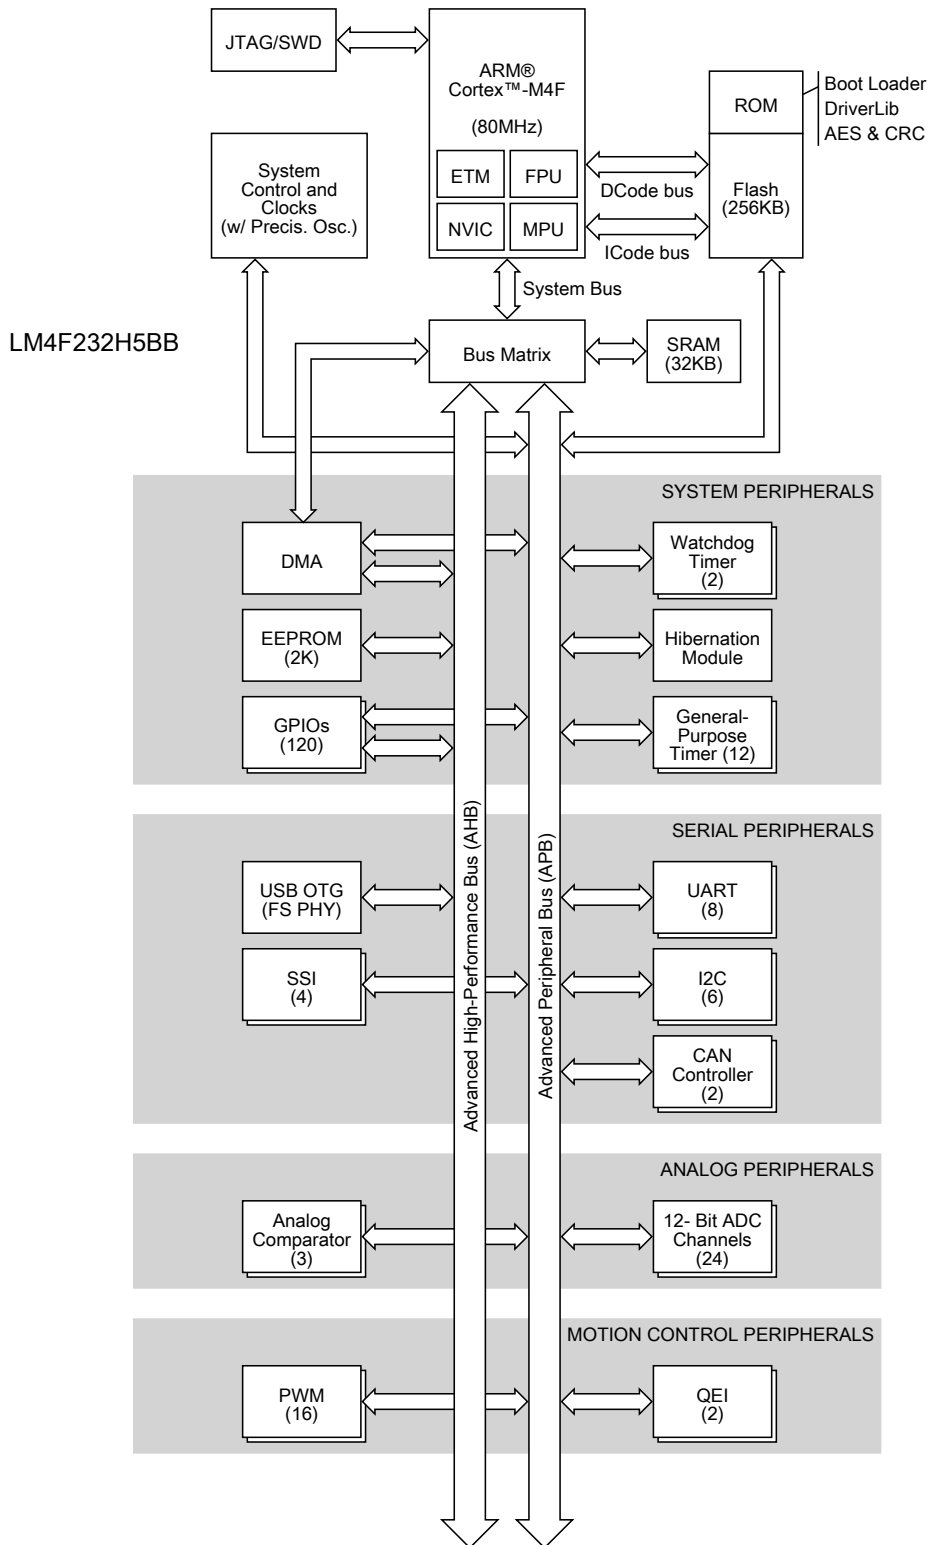 JTAG/SWD
ARM®
Cortex™-M4F
(80MHz)
ETM
FPU
NVIC
MPU
ROM
Boot Loader
DriverLib
AES & CRC
Flash
(256KB)
DCode bus
ICode bus
System
Control and
Clocks
(w/ Precis. Osc.)
System Bus
LM4F232H5BB
Bus Matrix
SRAM
(32KB)
SYSTEM PERIPHERALS
DMA
Watchdog
Timer
(2)
EEPROM
(2K)
Hibernation
Module
GPIOs
(120)
General-
Purpose
Timer (12)
Advanced High-Performance Bus (AHB)
Advanced Peripheral Bus (APB)
SERIAL PERIPHERALS
USB OTG
(FS PHY)
UART
(8)
SSI
(4)
I2C
(6)
CAN
Controller
(2)
ANALOG PERIPHERALS
Analog
Comparator
(3)
12- Bit ADC
Channels
(24)
MOTION CONTROL PERIPHERALS
PWM
(16)
QEI
(2)